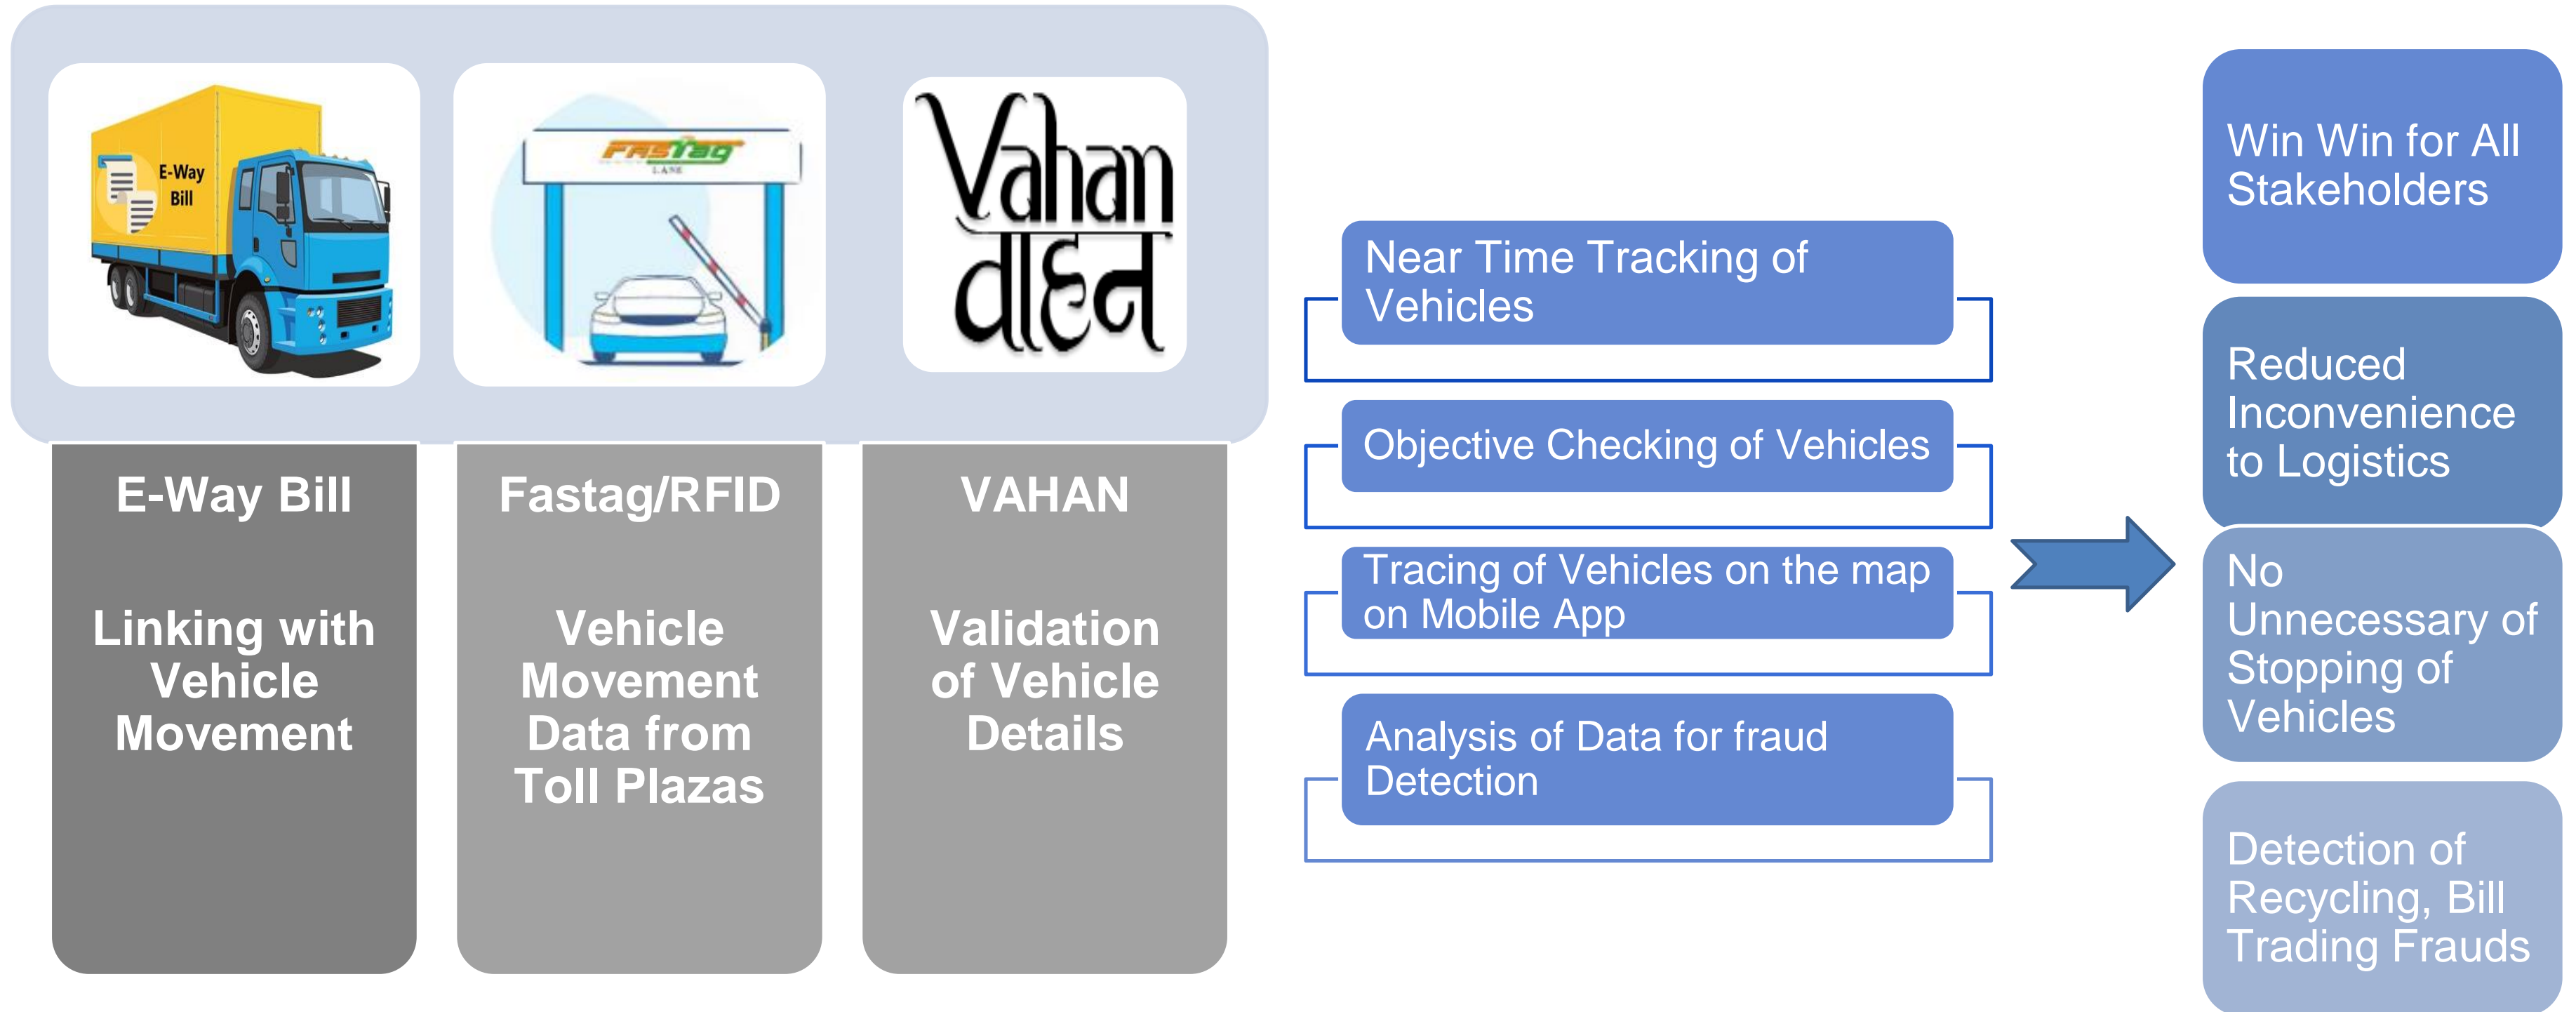 E-Way
Bill
FASTag
LANE
Vahan
वाहन
E-Way Bill
Linking with
Vehicle
Movement
Fastag/RFID
Vehicle
Movement
Data from
Toll Plazas
VAHAN
Validation
of Vehicle
Details
Near Time Tracking of
Vehicles
Objective Checking of Vehicles
Tracing of Vehicles on the map
on Mobile App
Analysis of Data for fraud
Detection
Win Win for All
Stakeholders
Reduced
Inconvenience
to Logistics
No
Unnecessary of
Stopping of
Vehicles
Detection of
Recycling, Bill
Trading Frauds